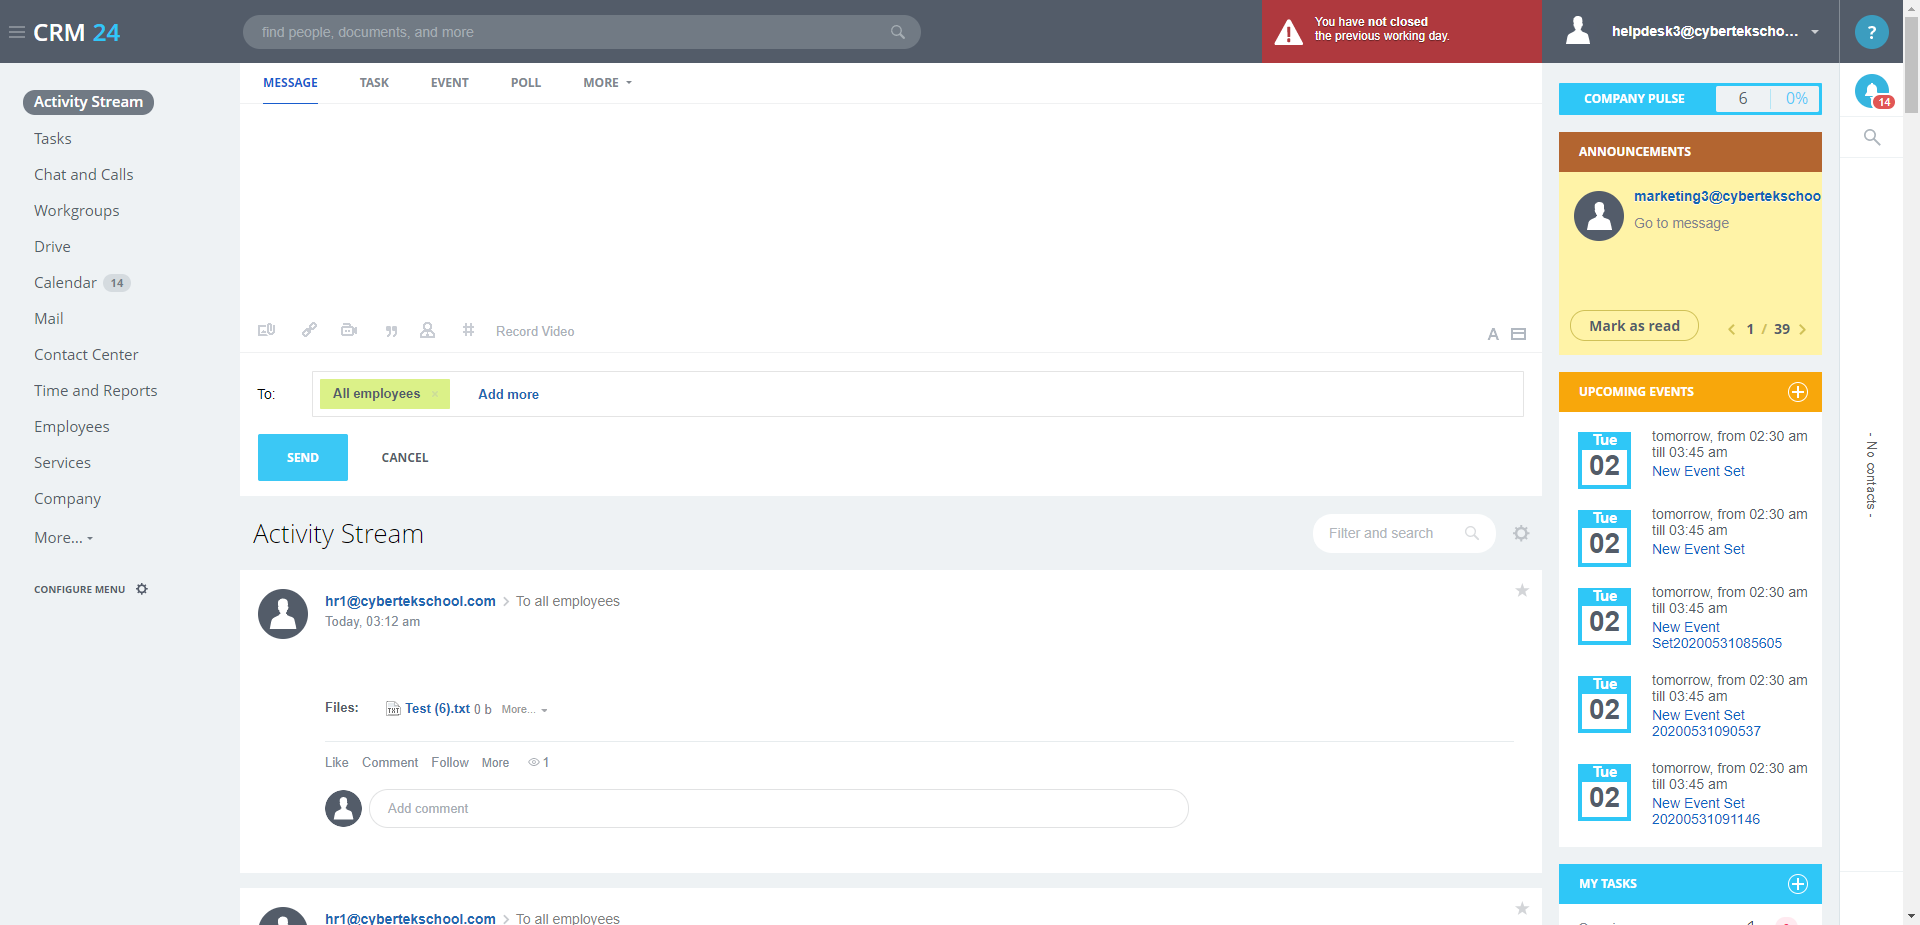 CRM 24
find people, documents, and more
You have not closed
the previous working day.
helpdesk3@cyberteksсho...
?
Activity Stream
Tasks
Chat and Calls
Workgroups
Drive
Calendar 14
Mail
Contact Center
Time and Reports
Employees
Services
Company
More...
CONFIGURE MENU
MESSAGE TASK EVENT POLL MORE
Record Video
A
To: All employees × Add more
SEND CANCEL
Activity Stream
Filter and search
hr1@cybertekschool.com > To all employees
Today, 03:12 am
Files: TXT Test (6).txt 0 b More...
Like Comment Follow More 1
Add comment
hr1@cybertekschool.com > To all employees
COMPANY PULSE 6 0%
ANNOUNCEMENTS
marketing3@cybertekschoo
Go to message
Mark as read
< 1 / 39 >
UPCOMING EVENTS
Tue
02
tomorrow, from 02:30 am
till 03:45 am
New Event Set
Tue
02
tomorrow, from 02:30 am
till 03:45 am
New Event Set
Tue
02
tomorrow, from 02:30 am
till 03:45 am
New Event
Set20200531085605
Tue
02
tomorrow, from 02:30 am
till 03:45 am
New Event Set
20200531090537
Tue
02
tomorrow, from 02:30 am
till 03:45 am
New Event Set
20200531091146
MY TASKS
14
- No contacts -